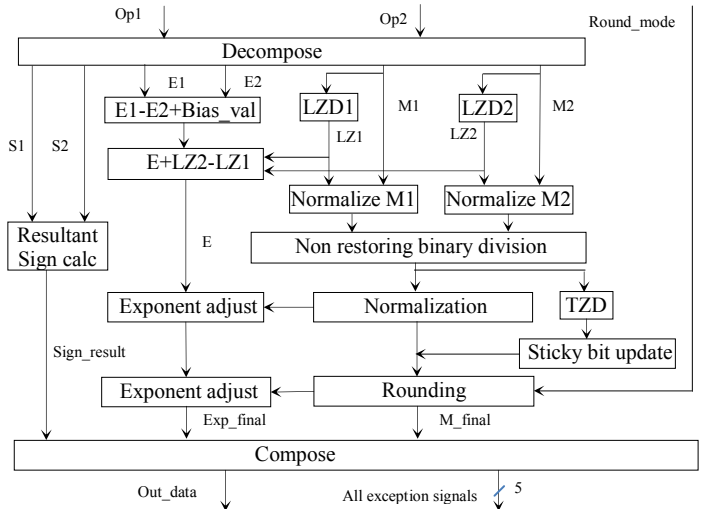 Op1
Op2
Round_mode
Decompose
E1
E2
E1-E2+Bias_val
LZD1
M1
LZD2
M2
S1
S2
LZ1
LZ2
E+LZ2-LZ1
Normalize M1
Normalize M2
Resultant
Sign calc
E
Non restoring binary division
Exponent adjust
Normalization
TZD
Sign_result
Sticky bit update
Exponent adjust
Rounding
Exp_final
M_final
Compose
Out_data
All exception signals
5